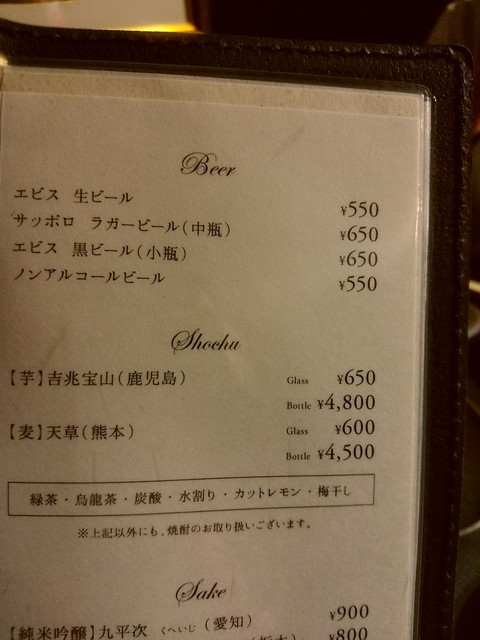 Beer
エビス 生ビール ¥550
サッポロ ラガービール(中瓶) ¥650
エビス 黒ビール(小瓶) ¥650
ノンアルコールビール ¥550
Shochu
【芋】吉兆宝山(鹿児島) Glass ¥650
Bottle ¥4,800
【麦】天草(熊本) Glass ¥600
Bottle ¥4,500
緑茶・烏龍茶・炭酸・水割り・カットレモン・梅干し
※上記以外にも、焼酎のお取り扱いございます。
Sake
【純米吟醸】九平次 くへいじ (愛知) ¥900
¥800